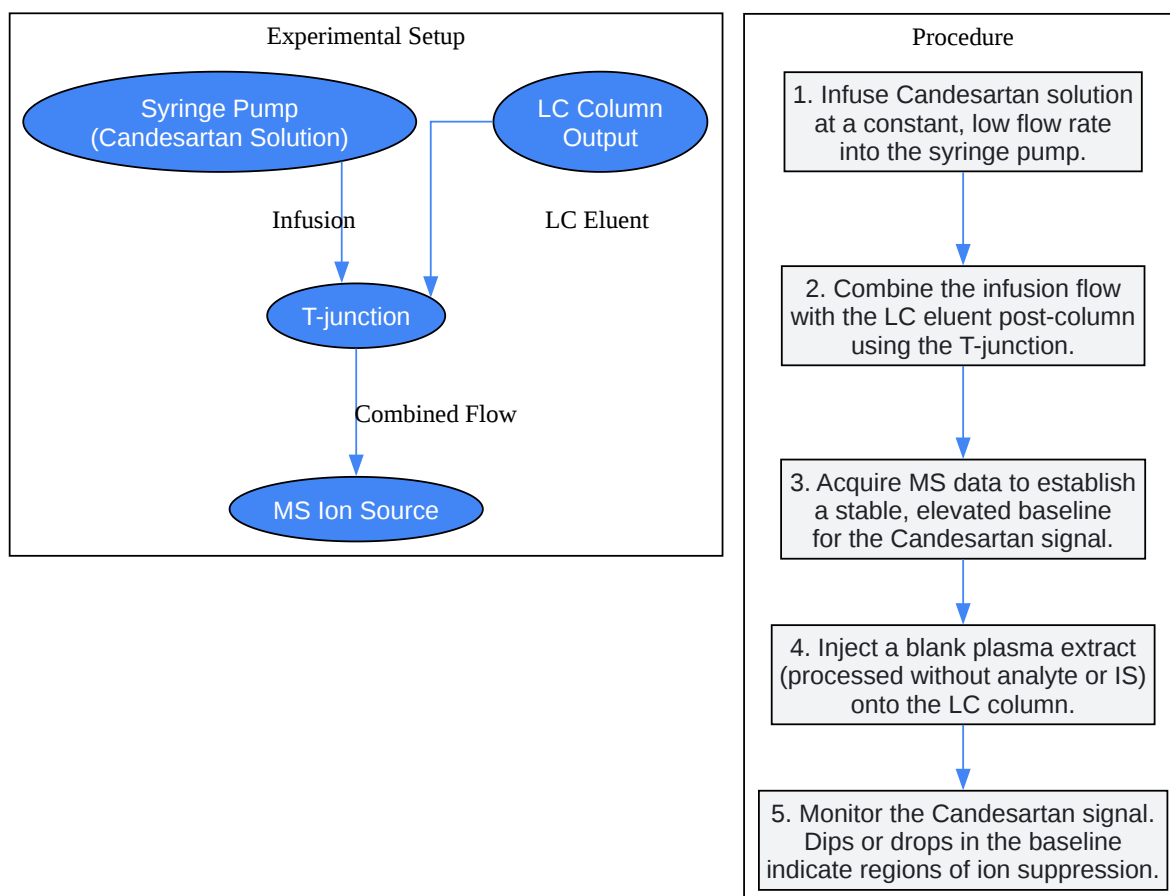 Experimental Setup
Syringe Pump
(Candesartan Solution)
LC Column
Output
Infusion
LC Eluent
T-junction
Combined Flow
MS Ion Source
Procedure
1. Infuse Candesartan solution
at a constant, low flow rate
into the syringe pump.
2. Combine the infusion flow
with the LC eluent post-column
using the T-junction.
3. Acquire MS data to establish
a stable, elevated baseline
for the Candesartan signal.
4. Inject a blank plasma extract
(processed without analyte or IS)
onto the LC column.
5. Monitor the Candesartan signal.
Dips or drops in the baseline
indicate regions of ion suppression.